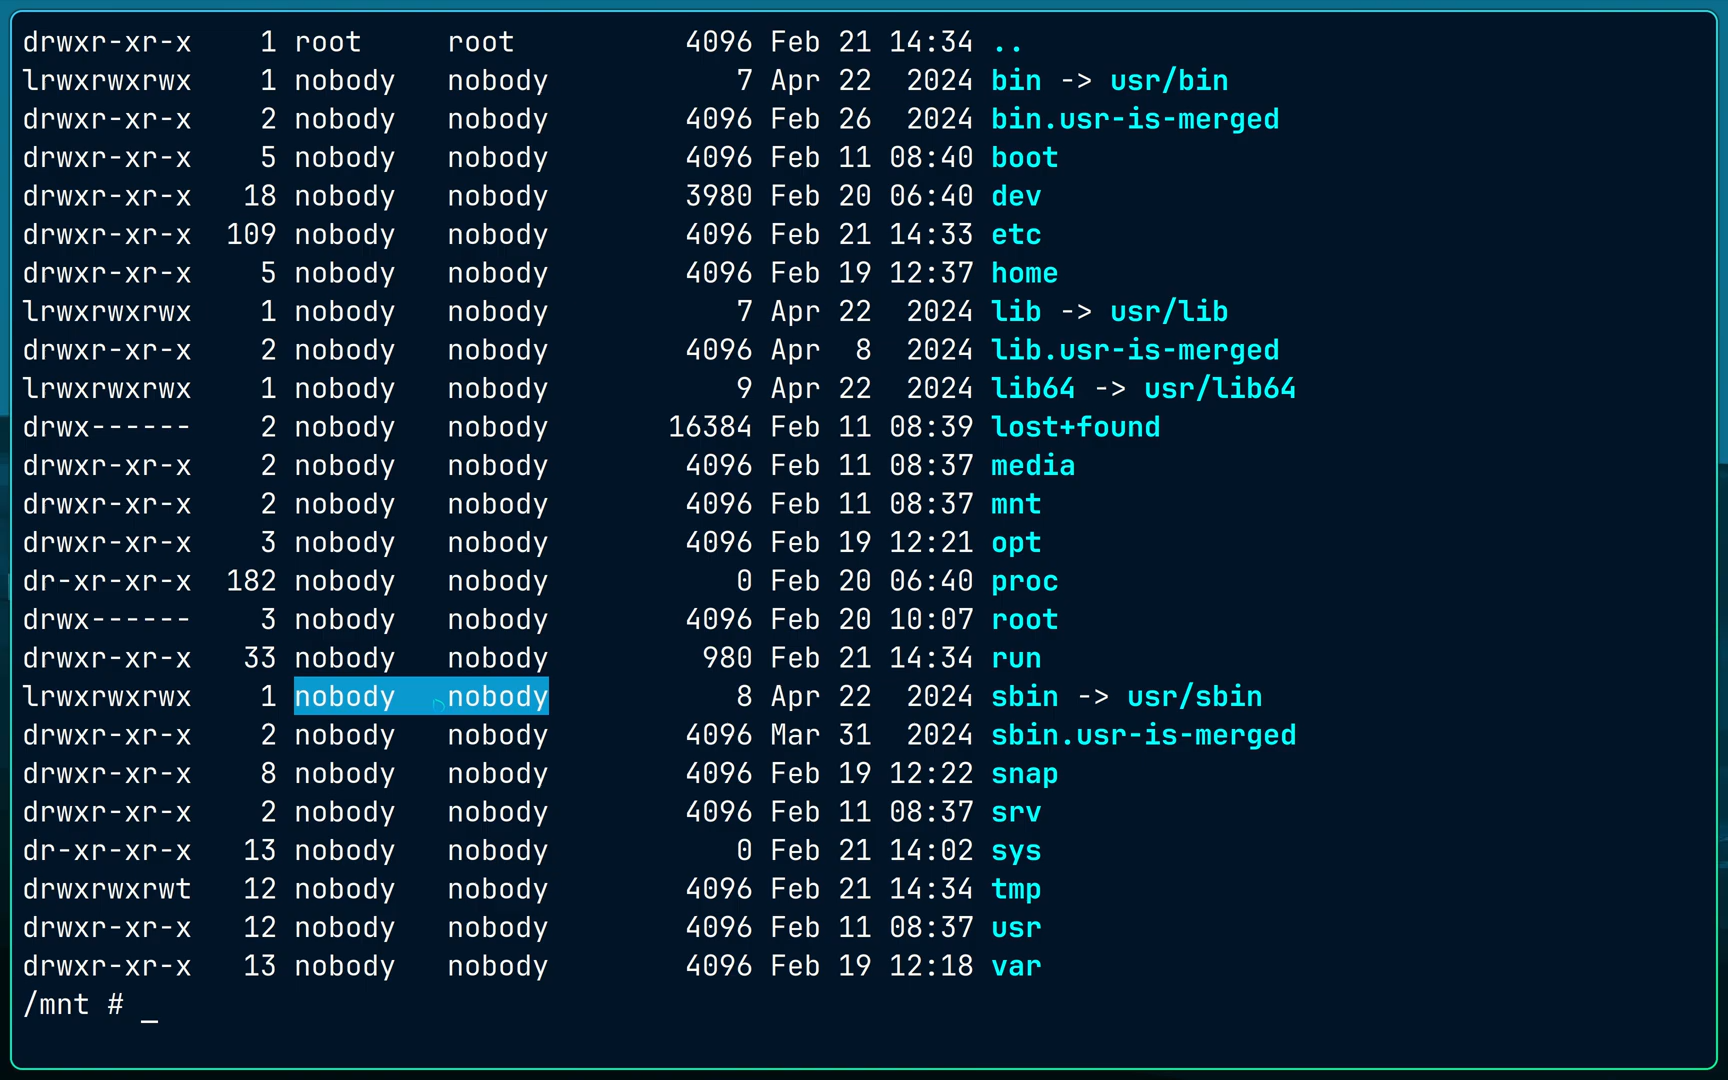 drwxr-xr-x    1 root     root          4096 Feb 21 14:34 ..
lrwxrwxrwx    1 nobody   nobody           7 Apr 22  2024 bin -> usr/bin
drwxr-xr-x    2 nobody   nobody        4096 Feb 26  2024 bin.usr-is-merged
drwxr-xr-x    5 nobody   nobody        4096 Feb 11 08:40 boot
drwxr-xr-x   18 nobody   nobody        3980 Feb 20 06:40 dev
drwxr-xr-x  109 nobody   nobody        4096 Feb 21 14:33 etc
drwxr-xr-x    5 nobody   nobody        4096 Feb 19 12:37 home
lrwxrwxrwx    1 nobody   nobody           7 Apr 22  2024 lib -> usr/lib
drwxr-xr-x    2 nobody   nobody        4096 Apr  8  2024 lib.usr-is-merged
lrwxrwxrwx    1 nobody   nobody           9 Apr 22  2024 lib64 -> usr/lib64
drwx------    2 nobody   nobody       16384 Feb 11 08:39 lost+found
drwxr-xr-x    2 nobody   nobody        4096 Feb 11 08:37 media
drwxr-xr-x    2 nobody   nobody        4096 Feb 11 08:37 mnt
drwxr-xr-x    3 nobody   nobody        4096 Feb 19 12:21 opt
dr-xr-xr-x  182 nobody   nobody           0 Feb 20 06:40 proc
drwx------    3 nobody   nobody        4096 Feb 20 10:07 root
drwxr-xr-x   33 nobody   nobody         980 Feb 21 14:34 run
lrwxrwxrwx    1 nobody   nobody           8 Apr 22  2024 sbin -> usr/sbin
drwxr-xr-x    2 nobody   nobody        4096 Mar 31  2024 sbin.usr-is-merged
drwxr-xr-x    8 nobody   nobody        4096 Feb 19 12:22 snap
drwxr-xr-x    2 nobody   nobody        4096 Feb 11 08:37 srv
dr-xr-xr-x   13 nobody   nobody           0 Feb 21 14:02 sys
drwxrwxrwt   12 nobody   nobody        4096 Feb 21 14:34 tmp
drwxr-xr-x   12 nobody   nobody        4096 Feb 11 08:37 usr
drwxr-xr-x   13 nobody   nobody        4096 Feb 19 12:18 var
/mnt # _